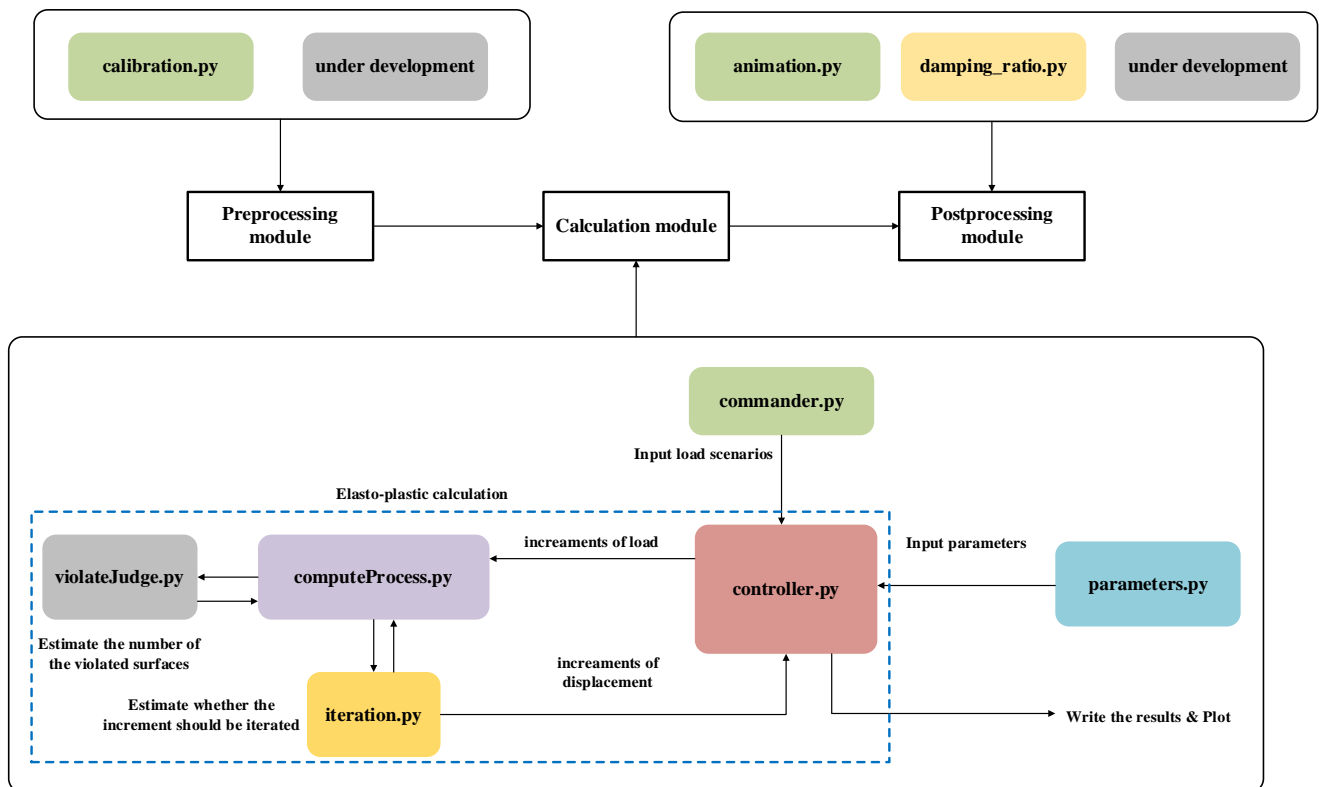 calibration.py
under development
animation.py
damping_ratio.py
under development
Preprocessing
module
Calculation module
Postprocessing
module
commander.py
Input load scenarios
Elasto-plastic calculation
increaments of load
Input parameters
violateJudge.py
computeProcess.py
controller.py
parameters.py
Estimate the number of
the violated surfaces
increaments of
displacement
Estimate whether the
increment should be iterated
iteration.py
Write the results & Plot